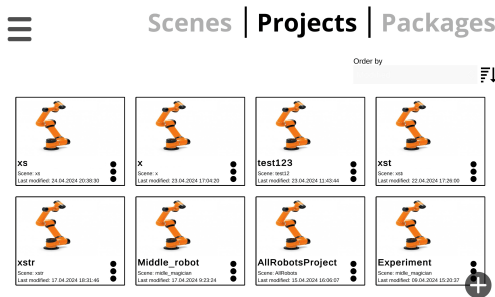 Scenes | Projects | Packages
Order by
xs
Scene: xs
Last modified: 24.04.2024 20:38:30
x
Scene: x
Last modified: 23.04.2024 17:04:20
test123
Scene: test12
Last modified: 23.04.2024 11:43:44
xst
Scene: xst
Last modified: 22.04.2024 17:26:00
xstr
Scene: xstr
Last modified: 17.04.2024 18:31:46
Middle_robot
Scene: midle_magician
Last modified: 17.04.2024 9:23:24
AllRobotsProject
Scene: AllRobots
Last modified: 15.04.2024 16:06:07
Experiment
Scene: midle_magician
Last modified: 09.04.2024 15:20:37